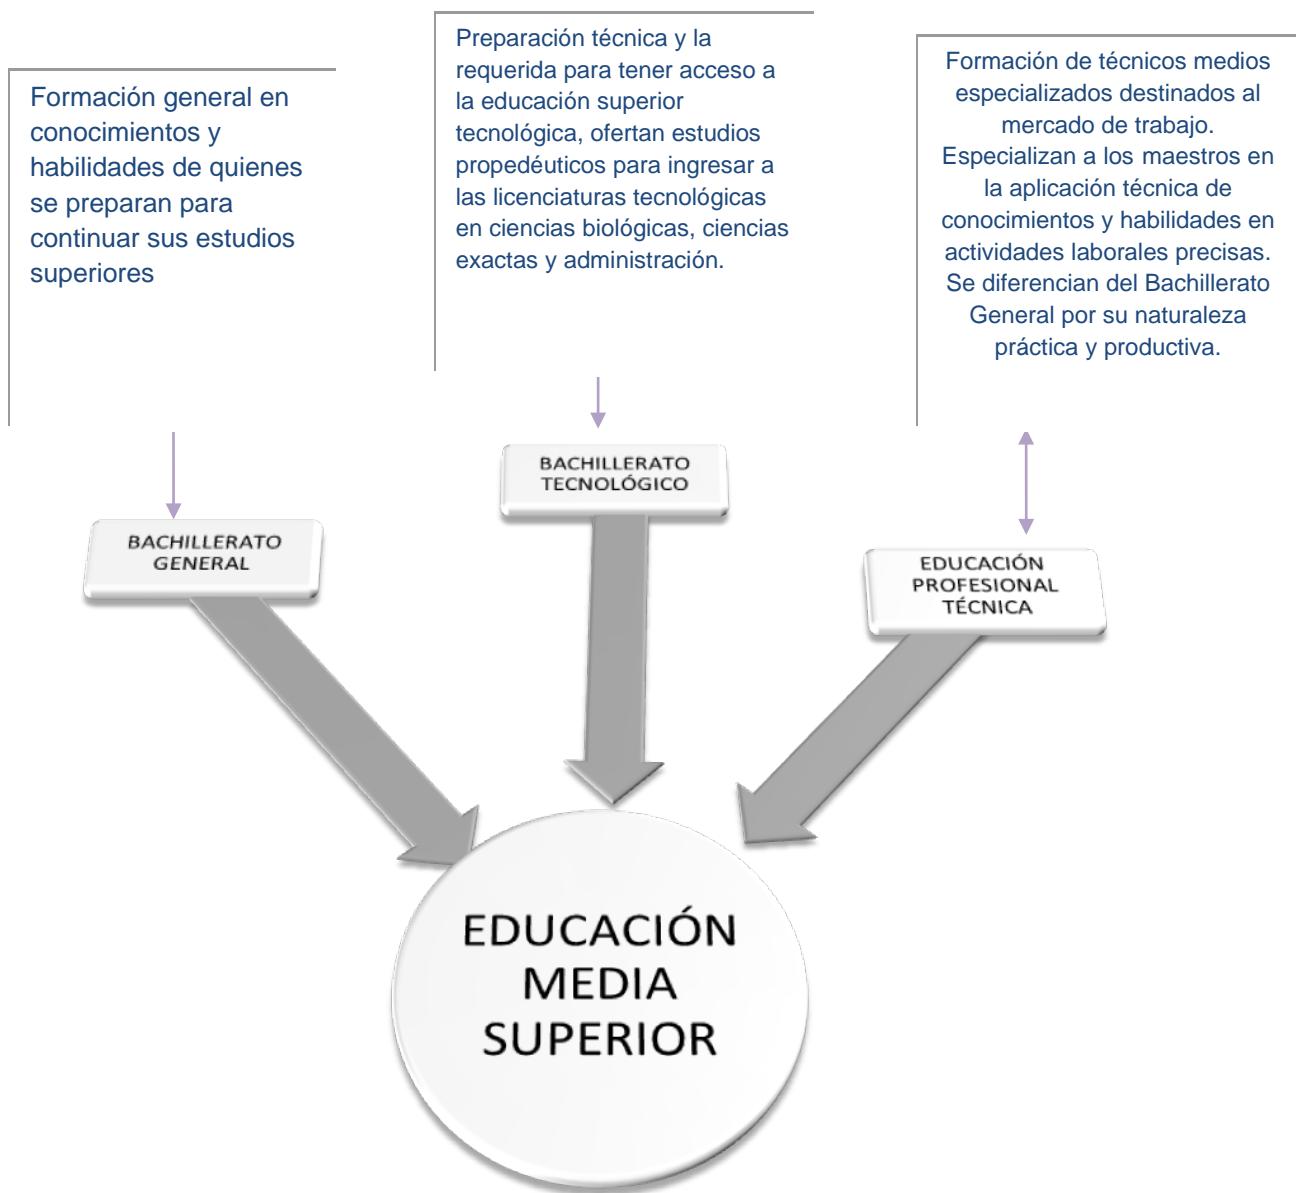 Formación general en
conocimientos y
habilidades de quienes
se preparan para
continuar sus estudios
superiores
Preparación técnica y la
requerida para tener acceso a
la educación superior
tecnológica, ofertan estudios
propedéuticos para ingresar a
las licenciaturas tecnológicas
en ciencias biológicas, ciencias
exactas y administración.
Formación de técnicos medios
especializados destinados al
mercado de trabajo.
Especializan a los maestros en
la aplicación técnica de
conocimientos y habilidades en
actividades laborales precisas.
Se diferencian del Bachillerato
General por su naturaleza
práctica y productiva.
BACHILLERATO
GENERAL
BACHILLERATO
TECNOLÓGICO
EDUCACIÓN
PROFESIONAL
TÉCNICA
EDUCACIÓN
MEDIA
SUPERIOR